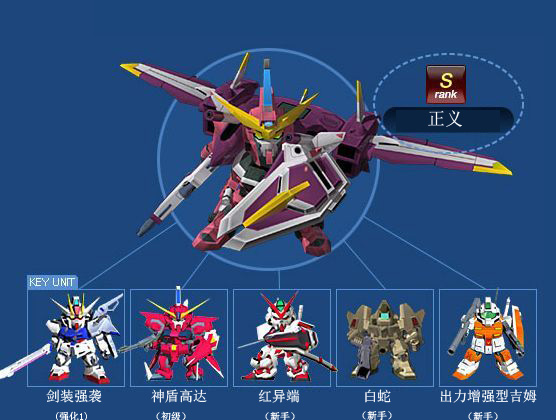 S
rank
正义
KEY UNIT
剑装强袭
神盾高达
红异端
白蛇
出力增强型吉姆
(强化1)
(初级)
(新手)
(新手)
(新手)